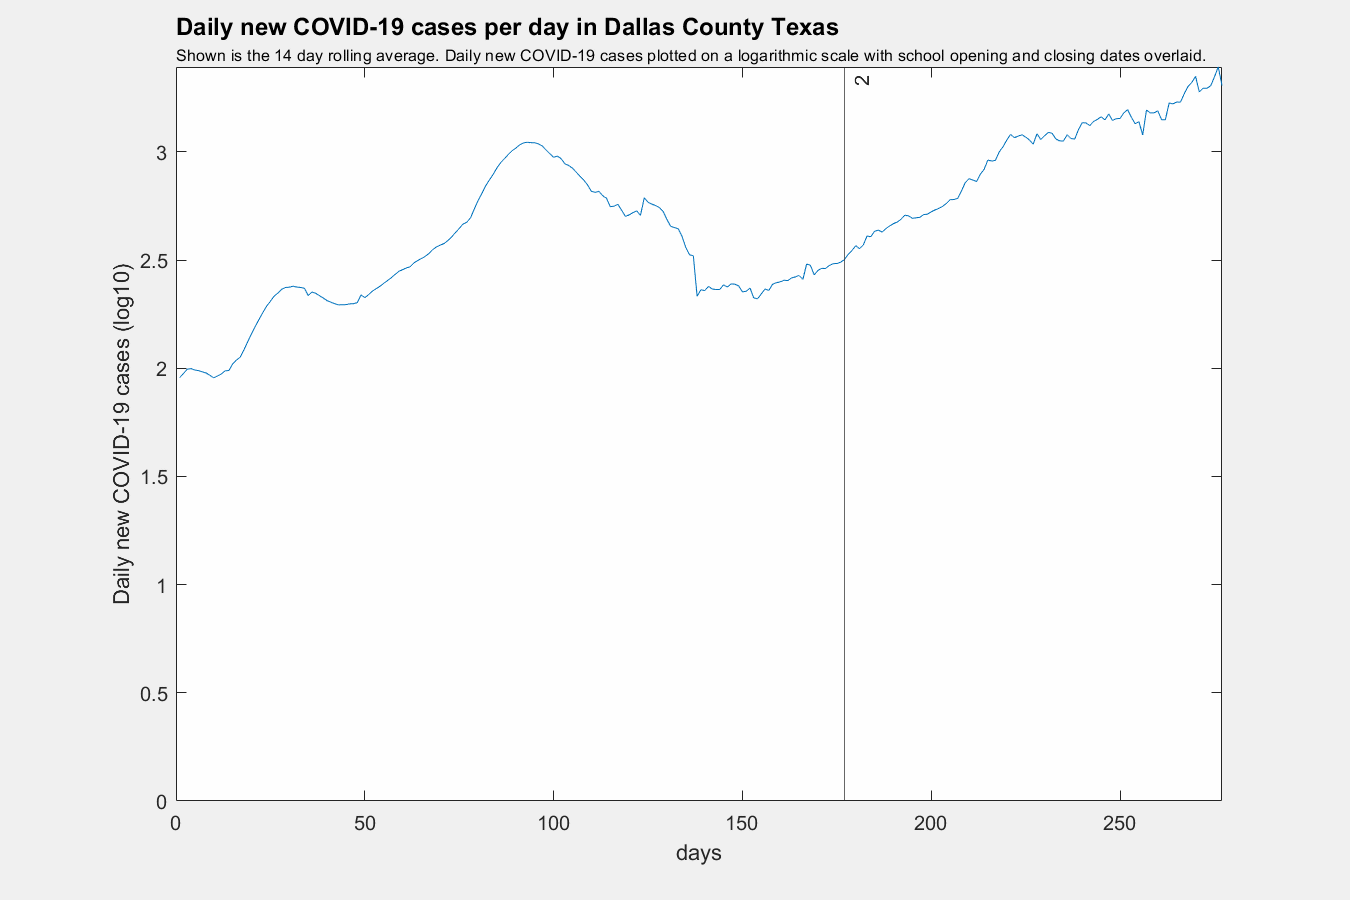 Daily new COVID-19 cases per day in Dallas County Texas
Shown is the 14 day rolling average. Daily new COVID-19 cases plotted on a logarithmic scale with school opening and closing dates overlaid.
2
3
2.5
2
1.5
1
0.5
0
Daily new COVID-19 cases (log10)
0 50 100 150 200 250
days